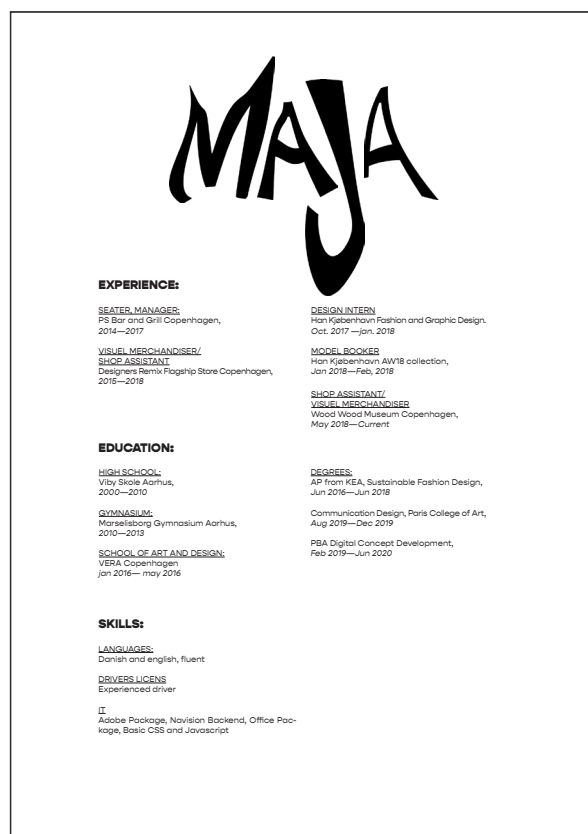 MAJA
EXPERIENCE:
SEATER, MANAGER:
PS Bar and Grill Copenhagen,
2014—2017
VISUEL MERCHANDISER/
SHOP ASSISTANT
Designers Remix Flagship Store Copenhagen,
2015—2018
DESIGN INTERN
Han Kjøbenhavn Fashion and Graphic Design.
Oct. 2017 —jan. 2018
MODEL BOOKER
Han Kjøbenhavn AW18 collection,
Jan 2018—Feb, 2018
SHOP ASSISTANT/
VISUEL MERCHANDISER
Wood Wood Museum Copenhagen,
May 2018—Current
EDUCATION:
HIGH SCHOOL:
Viby Skole Aarhus,
2000—2010
GYMNASIUM:
Marselisborg Gymnasium Aarhus,
2010—2013
SCHOOL OF ART AND DESIGN:
VERA Copenhagen
jan 2016— may 2016
DEGREES:
AP from KEA, Sustainable Fashion Design,
Jun 2016—Jun 2018
Communication Design, Paris College of Art,
Aug 2019—Dec 2019
PBA Digital Concept Development,
Feb 2019—Jun 2020
SKILLS:
LANGUAGES:
Danish and english, fluent
DRIVERS LICENS
Experienced driver
IT
Adobe Package, Navision Backend, Office Pac-
kage, Basic CSS and Javascript